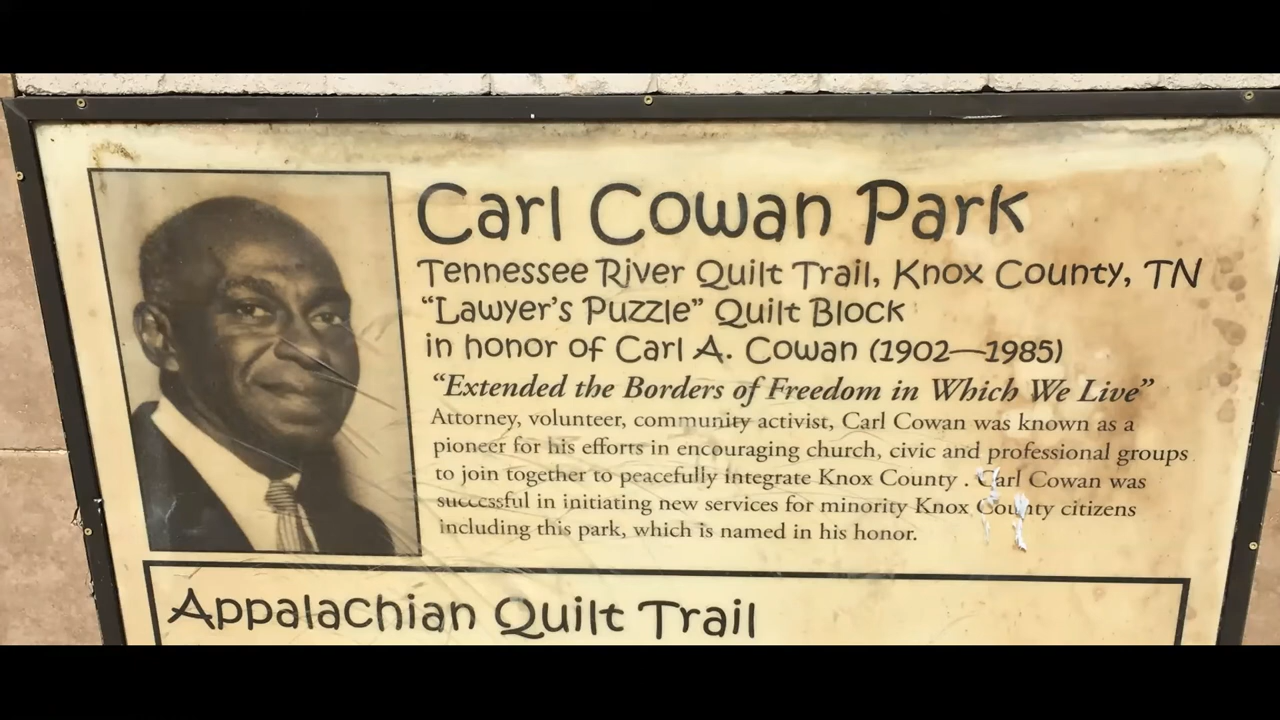 Carl Cowan Park
Tennessee River Quilt Trail, Knox County, TN
“Lawyer’s Puzzle” Quilt Block
in honor of Carl A. Cowan (1902—1985)
“Extended the Borders of Freedom in Which We Live”
Attorney, volunteer, community activist, Carl Cowan was known as a
pioneer for his efforts in encouraging church, civic and professional groups
to join together to peacefully integrate Knox County . Carl Cowan was
successful in initiating new services for minority Knox County citizens
including this park, which is named in his honor.
Appalachian Quilt Trail